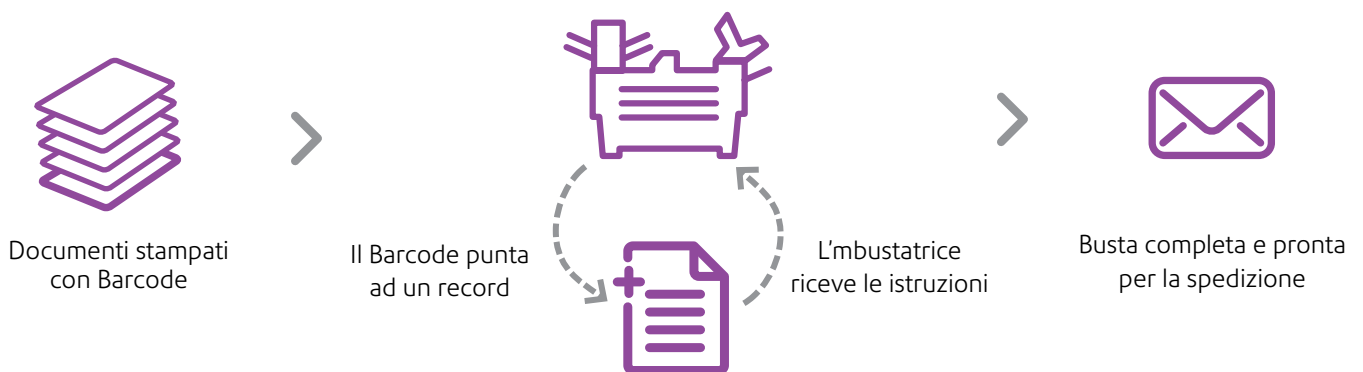 Documenti stampati
con Barcode
Il Barcode punta
ad un record
L'mbustatrice
riceve le istruzioni
Busta completa e pronta
per la spedizione